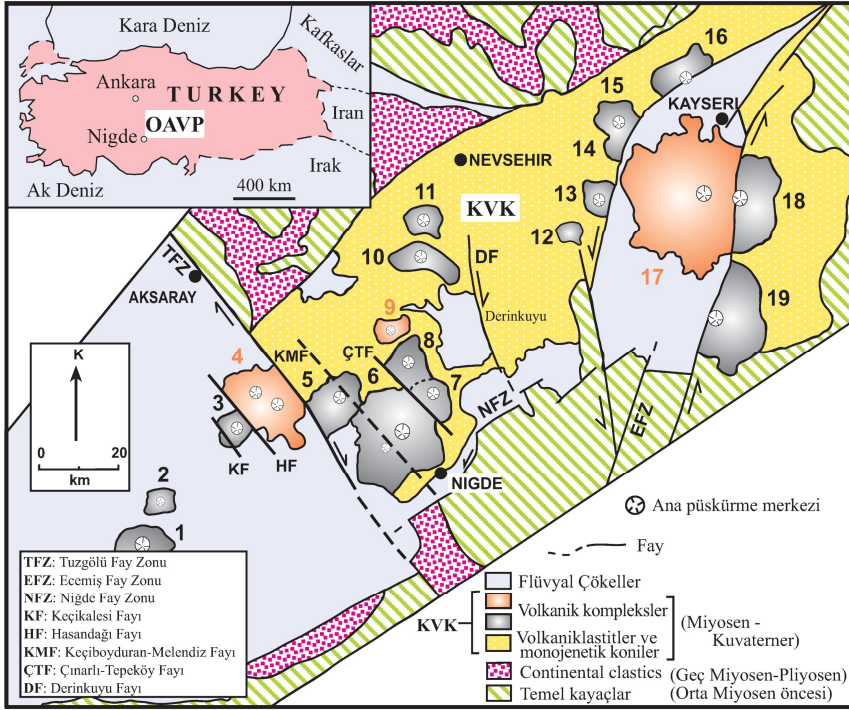 Kara Deniz
Kafkaslar
Ankara
TURKEY
OAVP
Nigde
Iran
Irak
Ak Deniz
400 km
16
15
KAYSERI
14
NEVSEHIR
13
18
11
KVK
12
10
DF
17
19
TFZ
AKSARAY
9
Derinkuyu
K
4
KMF
ÇTF
8
5
6
7
3
NFZ
EFZ
0
20
km
KF
HF
NIGDE
2
1
TFZ: Tuzgölü Fay Zonu
EFZ: Ecemiş Fay Zonu
NFZ: Niğde Fay Zonu
KF: Keçikalesi Fayı
HF: Hasandağı Fayı
KMF: Keçiboyduran-Melendiz Fayı
ÇTF: Çınarlı-Tepeköy Fayı
DF: Derinkuyu Fayı
Ana püskürme merkezi
Fay
Flüvyal Çökeller
KVK
Volkanik kompleksler
Volkaniklastitler ve
monojenetik koniler
(Miyosen -
Kuvaterner)
Continental clastics (Geç Miyosen-Pliyosen)
Temel kayaçlar (Orta Miyosen öncesi)